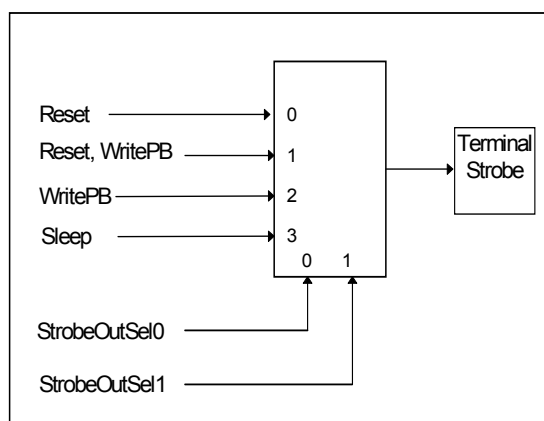 Reset
0
Reset, WritePB
1
WritePB
2
Sleep
3
0 1
Terminal
Strobe
StrobeOutSel0
StrobeOutSel1